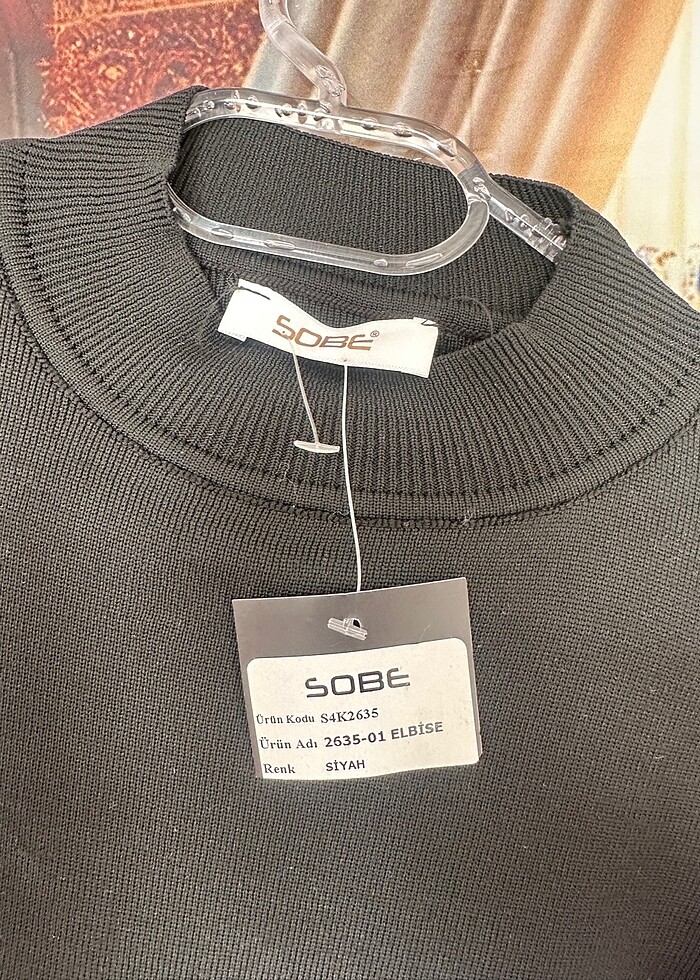 SOBE®
SOBE
Ürün Kodu S4K2635
Ürün Adı 2635-01 ELBİSE
Renk SİYAH